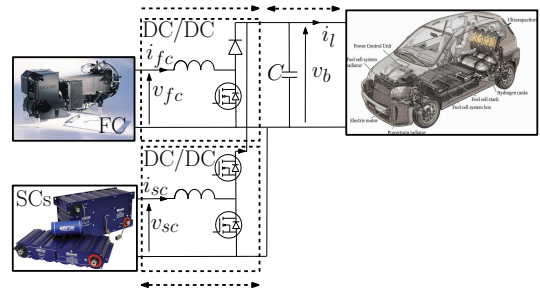 DC/DC
i_fc
v_fc
FC
C
i_l
v_b
Ultracapacitor
Power Control Unit
Fuel cell system radiator
Hydrogen tanks
Fuel cell stack
Fuel cell system box
Electric motor
Powertrain radiator
DC/DC
SCs
i_sc
v_sc